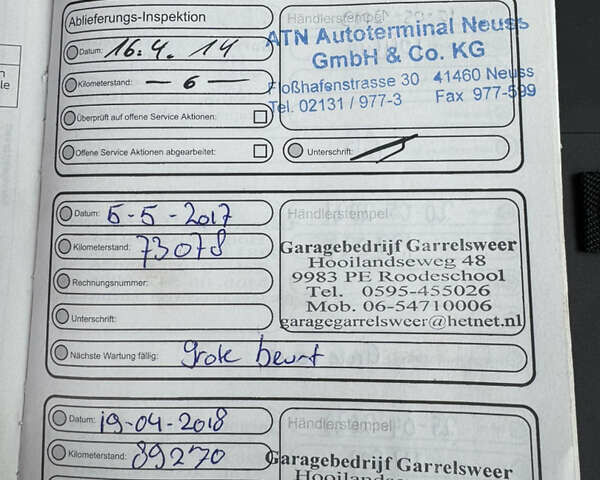 Ablieferungs-Inspektion
Händlerstempel
Datum: 16.4.14
ATN Autoterminal Neuss
GmbH & Co. KG
Kilometerstand: — 6 —
Floßhafenstrasse 30 41460 Neuss
Tel. 02131 / 977-3 Fax 977-599
Überprüft auf offene Service Aktionen:
Offene Service Aktionen abgearbeitet:
Unterschrift:
Datum: 5-5-2017
Händlerstempel
Kilometerstand: 73078
Garagebedrijf Garrelsweer
Hooilandseweg 48
9983 PE Roodeschool
Rechnungsnummer:
Tel. 0595-455026
Mob. 06-54710006
Unterschrift:
garagegarrelsweer@hetnet.nl
Nächste Wartung fällig: grote beurt
Datum: 19-04-2018
Händlerstempel
Kilometerstand: 89270
Garagebedrijf Garrelsweer